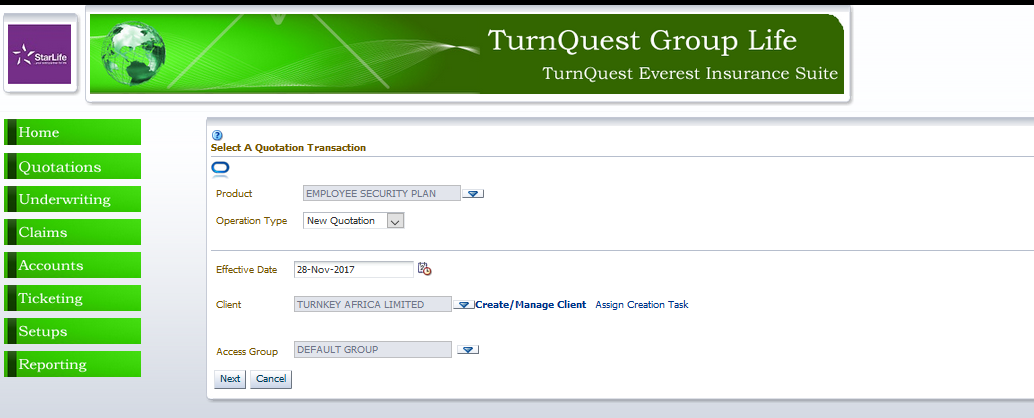 StarLife
TurnQuest Group Life
TurnQuest Everest Insurance Suite
Home
Quotations
Underwriting
Claims
Accounts
Ticketing
Setups
Reporting
Select A Quotation Transaction
Product EMPLOYEE SECURITY PLAN
Operation Type New Quotation
Effective Date 28-Nov-2017
Client TURNKEY AFRICA LIMITED Create/Manage Client Assign Creation Task
Access Group DEFAULT GROUP
Next Cancel